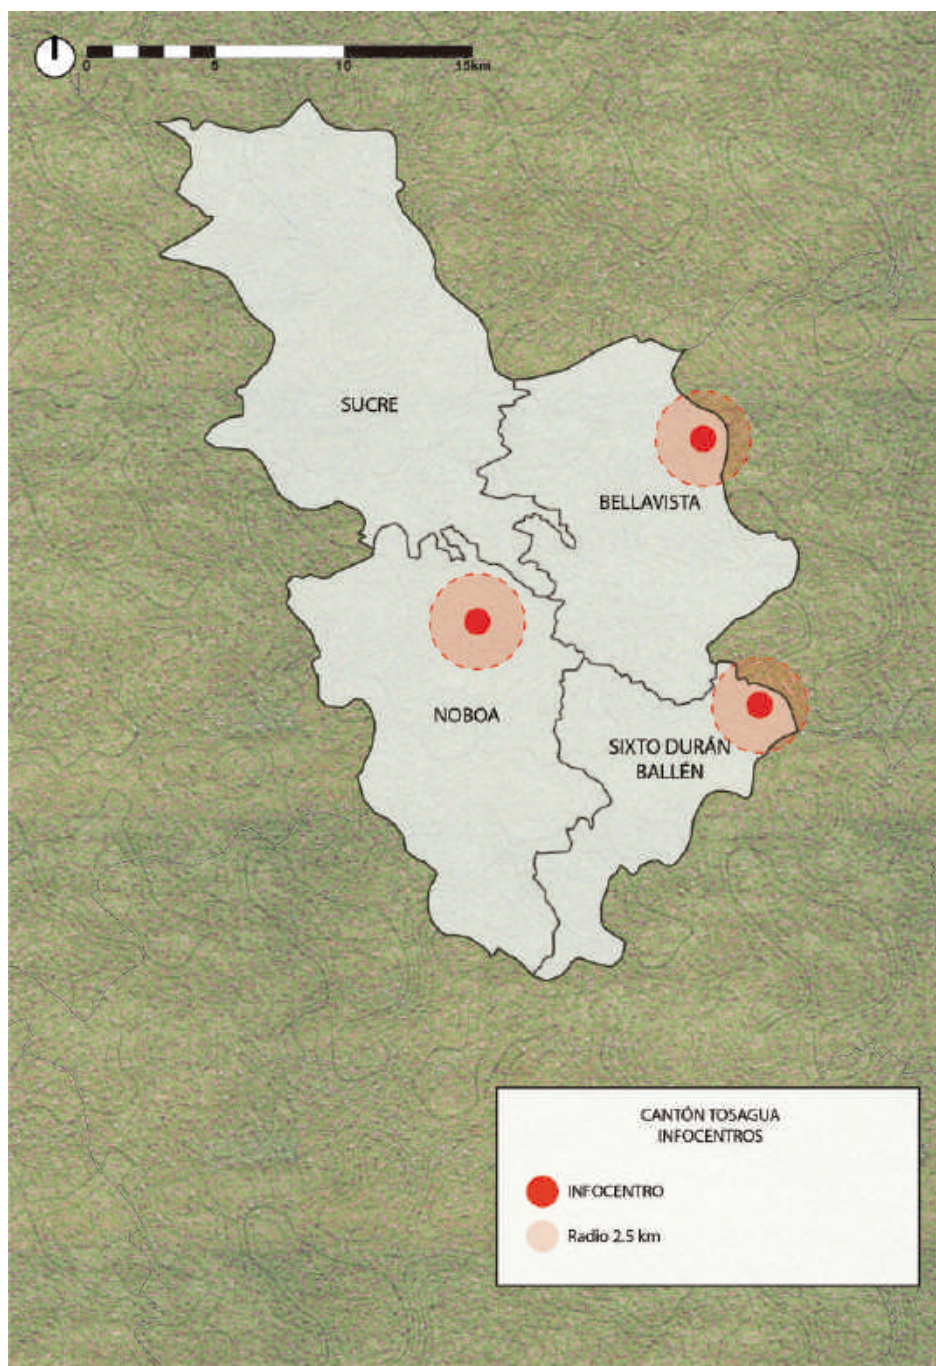 0 5 10 15km
SUCRE
BELLAVISTA
NOBOA
SIXTO DURÁN
BALLÉN
CANTÓN TOSAGUA
INFOCENTROS
INFOCENTRO
Radio 2.5 km